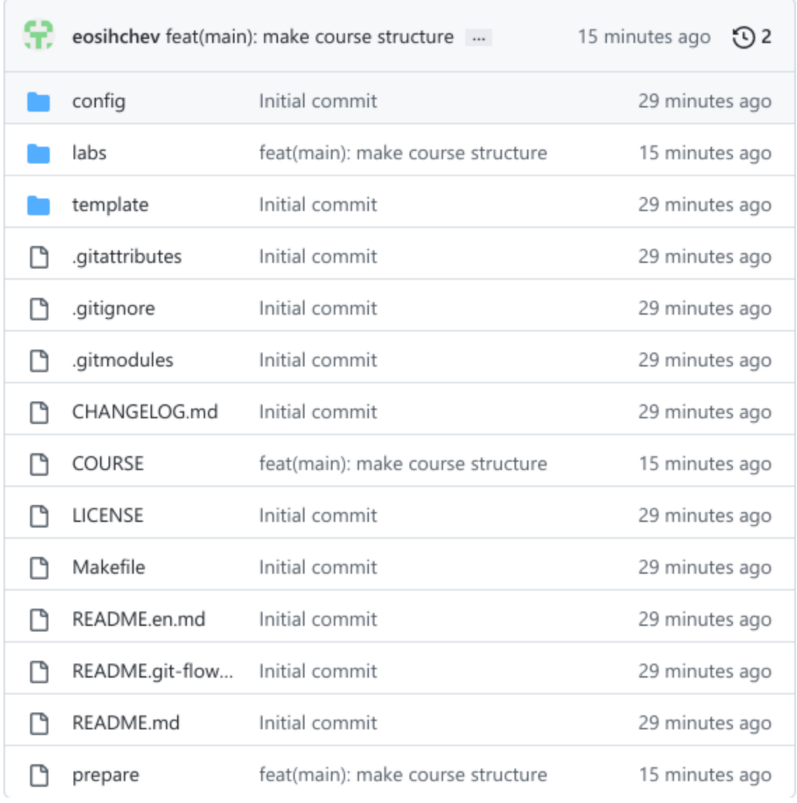 eosihchev feat(main): make course structure ... 15 minutes ago 2
config Initial commit 29 minutes ago
labs feat(main): make course structure 15 minutes ago
template Initial commit 29 minutes ago
.gitattributes Initial commit 29 minutes ago
.gitignore Initial commit 29 minutes ago
.gitmodules Initial commit 29 minutes ago
CHANGELOG.md Initial commit 29 minutes ago
COURSE feat(main): make course structure 15 minutes ago
LICENSE Initial commit 29 minutes ago
Makefile Initial commit 29 minutes ago
README.en.md Initial commit 29 minutes ago
README.git-flow... Initial commit 29 minutes ago
README.md Initial commit 29 minutes ago
prepare feat(main): make course structure 15 minutes ago